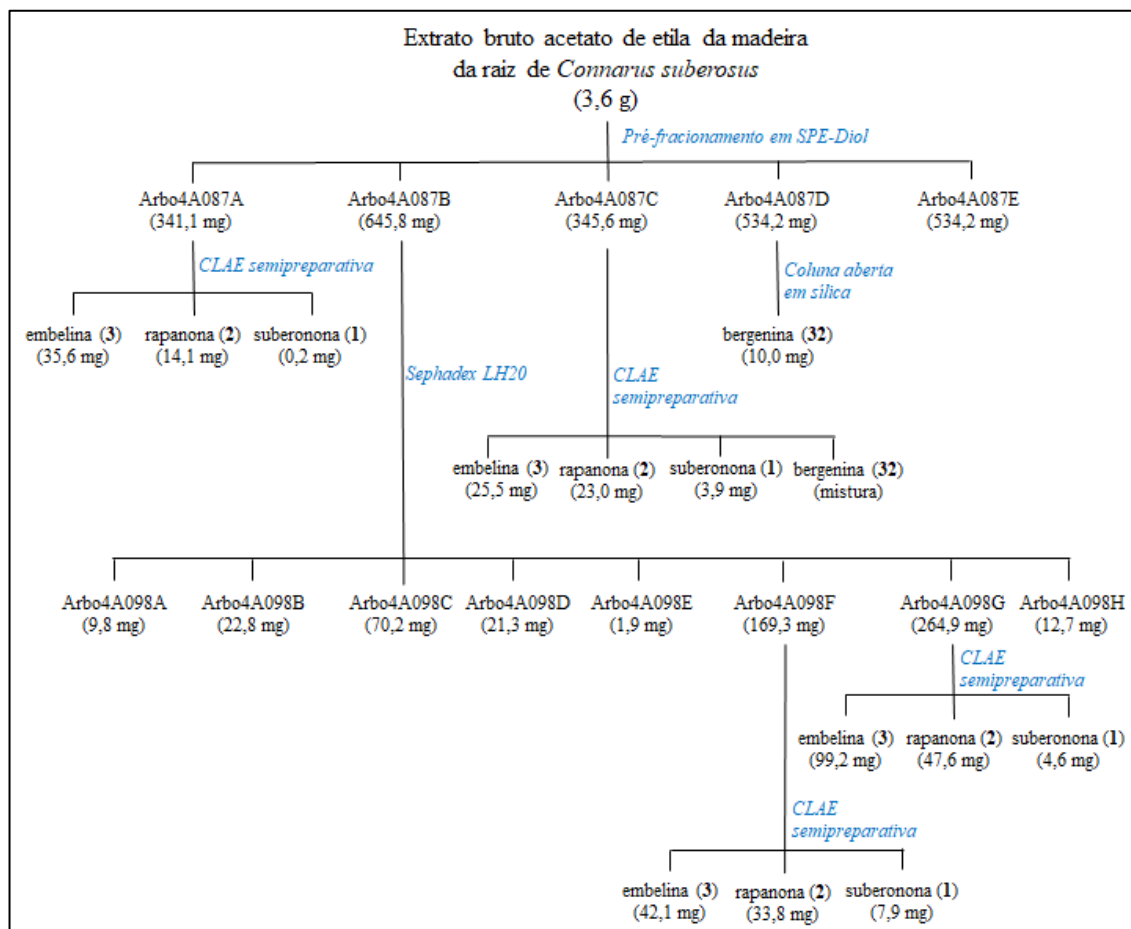 Extrato bruto acetato de etila da madeira
da raiz de Connarus suberosus
(3,6 g)
Pré-fracionamento em SPE-Diol
Arbo4A087A
(341,1 mg)
Arbo4A087B
(645,8 mg)
Arbo4A087C
(345,6 mg)
Arbo4A087D
(534,2 mg)
Arbo4A087E
(534,2 mg)
CLAE semipreparativa
embelina (3)
(35,6 mg)
rapanona (2)
(14,1 mg)
suberonona (1)
(0,2 mg)
Coluna aberta
em sílica
bergenina (32)
(10,0 mg)
Sephadex LH20
CLAE
semipreparativa
embelina (3)
(25,5 mg)
rapanona (2)
(23,0 mg)
suberonona (1)
(3,9 mg)
bergenina (32)
(mistura)
Arbo4A098A
(9,8 mg)
Arbo4A098B
(22,8 mg)
Arbo4A098C
(70,2 mg)
Arbo4A098D
(21,3 mg)
Arbo4A098E
(1,9 mg)
Arbo4A098F
(169,3 mg)
Arbo4A098G
(264,9 mg)
Arbo4A098H
(12,7 mg)
CLAE
semipreparativa
embelina (3)
(99,2 mg)
rapanona (2)
(47,6 mg)
suberonona (1)
(4,6 mg)
CLAE
semipreparativa
embelina (3)
(42,1 mg)
rapanona (2)
(33,8 mg)
suberonona (1)
(7,9 mg)